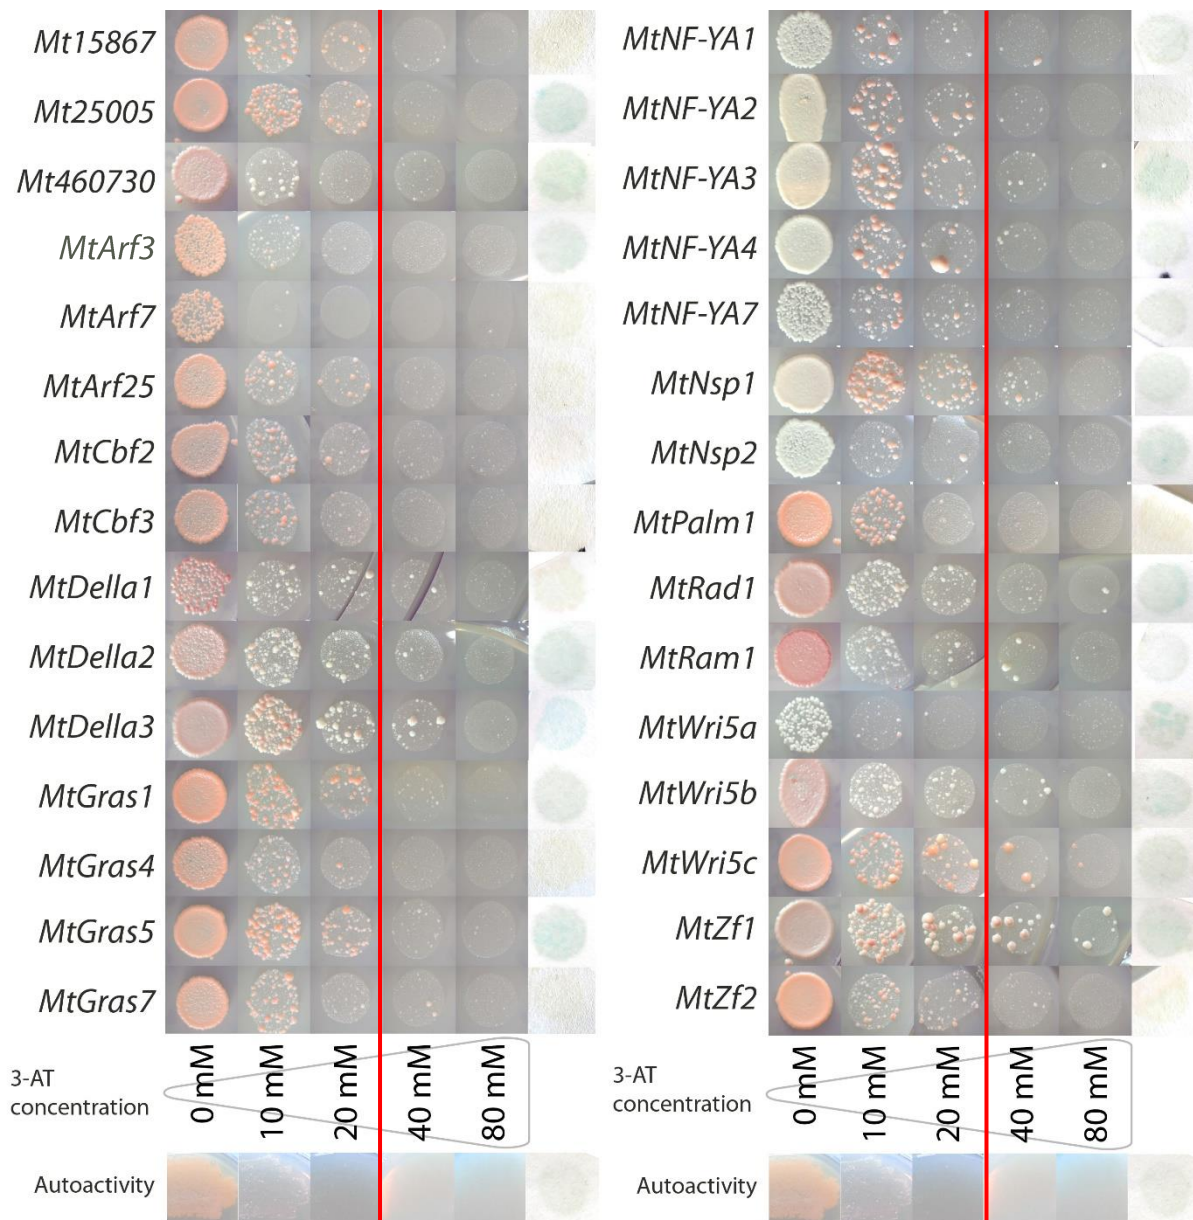 Mt15867
Mt25005
Mt460730
MtArf3
MtArf7
MtArf25
MtCbf2
MtCbf3
MtDella1
MtDella2
MtDella3
MtGras1
MtGras4
MtGras5
MtGras7
3-AT
concentration
0 mM
10 mM
20 mM
40 mM
80 mM
Autoactivity
MtNF-YA1
MtNF-YA2
MtNF-YA3
MtNF-YA4
MtNF-YA7
MtNsp1
MtNsp2
MtPalm1
MtRad1
MtRam1
MtWri5a
MtWri5b
MtWri5c
MtZf1
MtZf2
3-AT
concentration
0 mM
10 mM
20 mM
40 mM
80 mM
Autoactivity